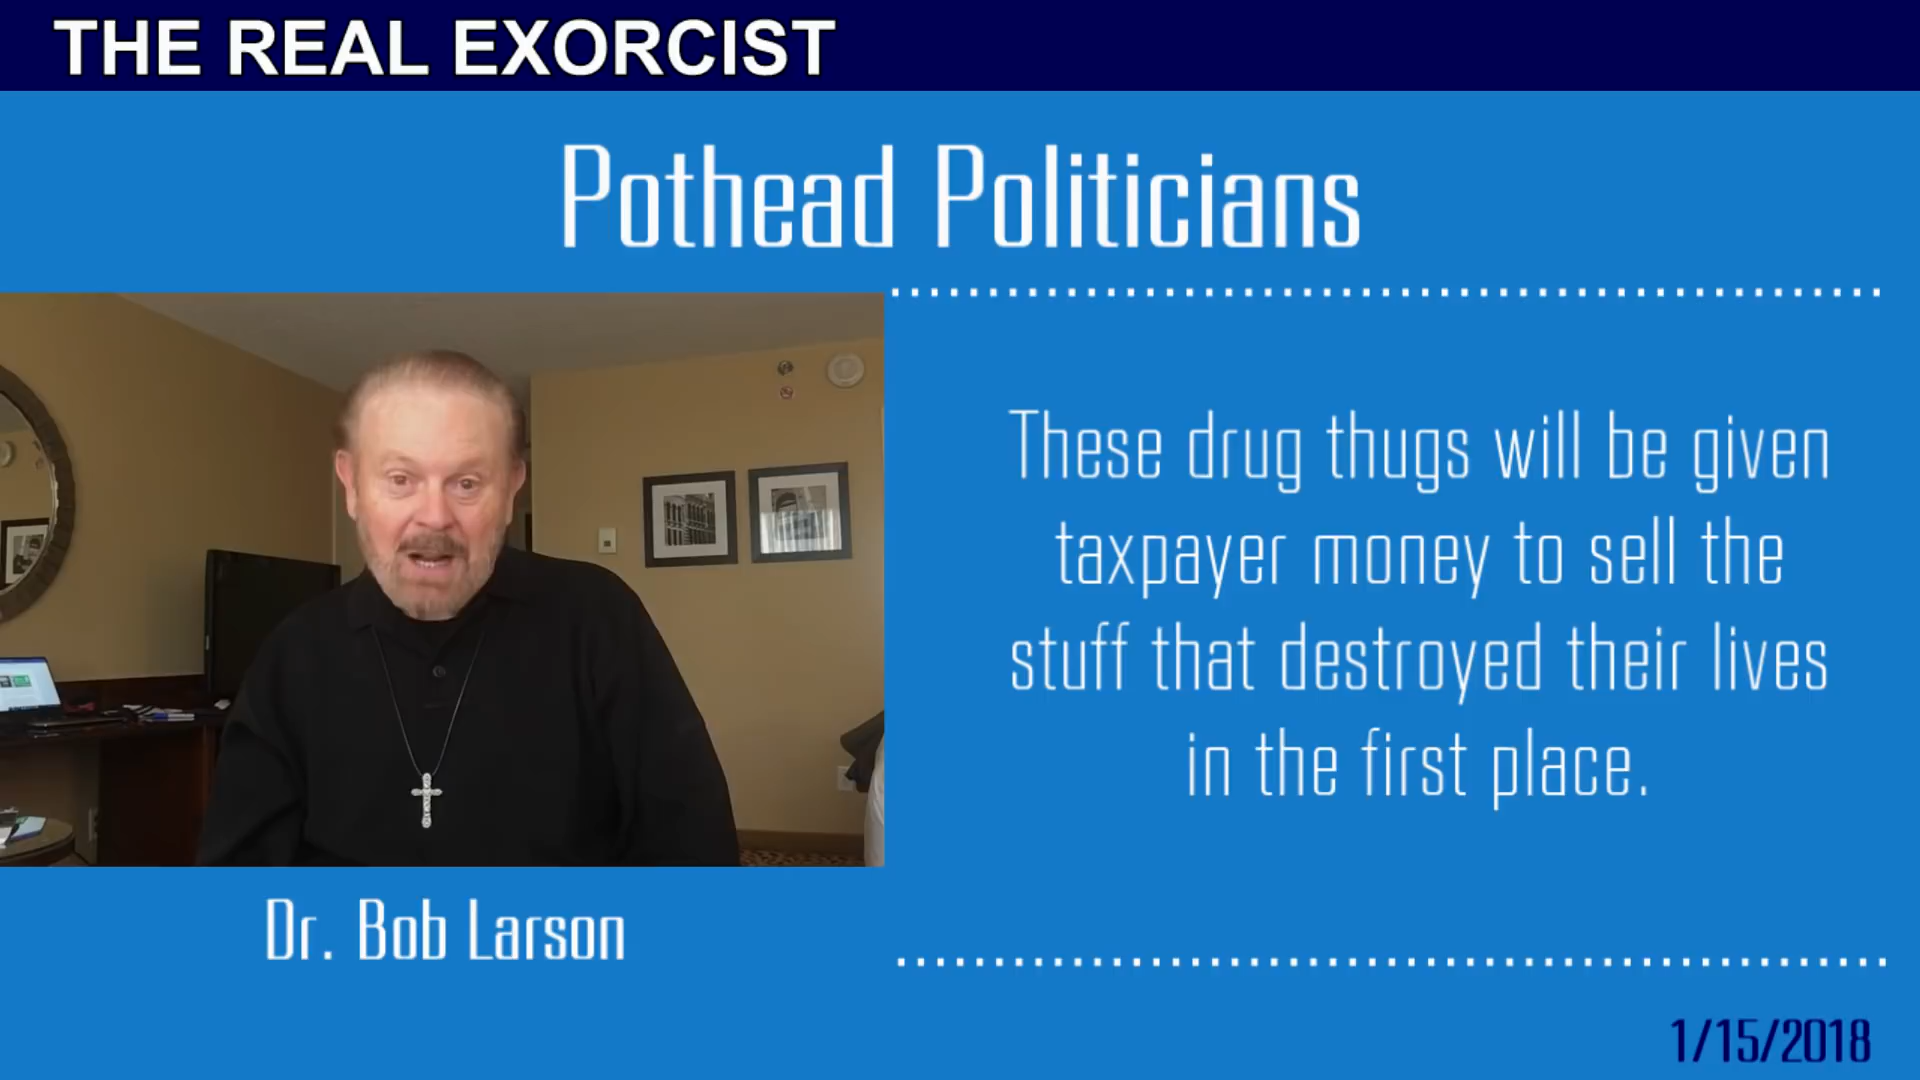 THE REAL EXORCIST
Pothead Politicians
These drug thugs will be given
taxpayer money to sell the
stuff that destroyed their lives
in the first place.
Dr. Bob Larson
1/15/2018